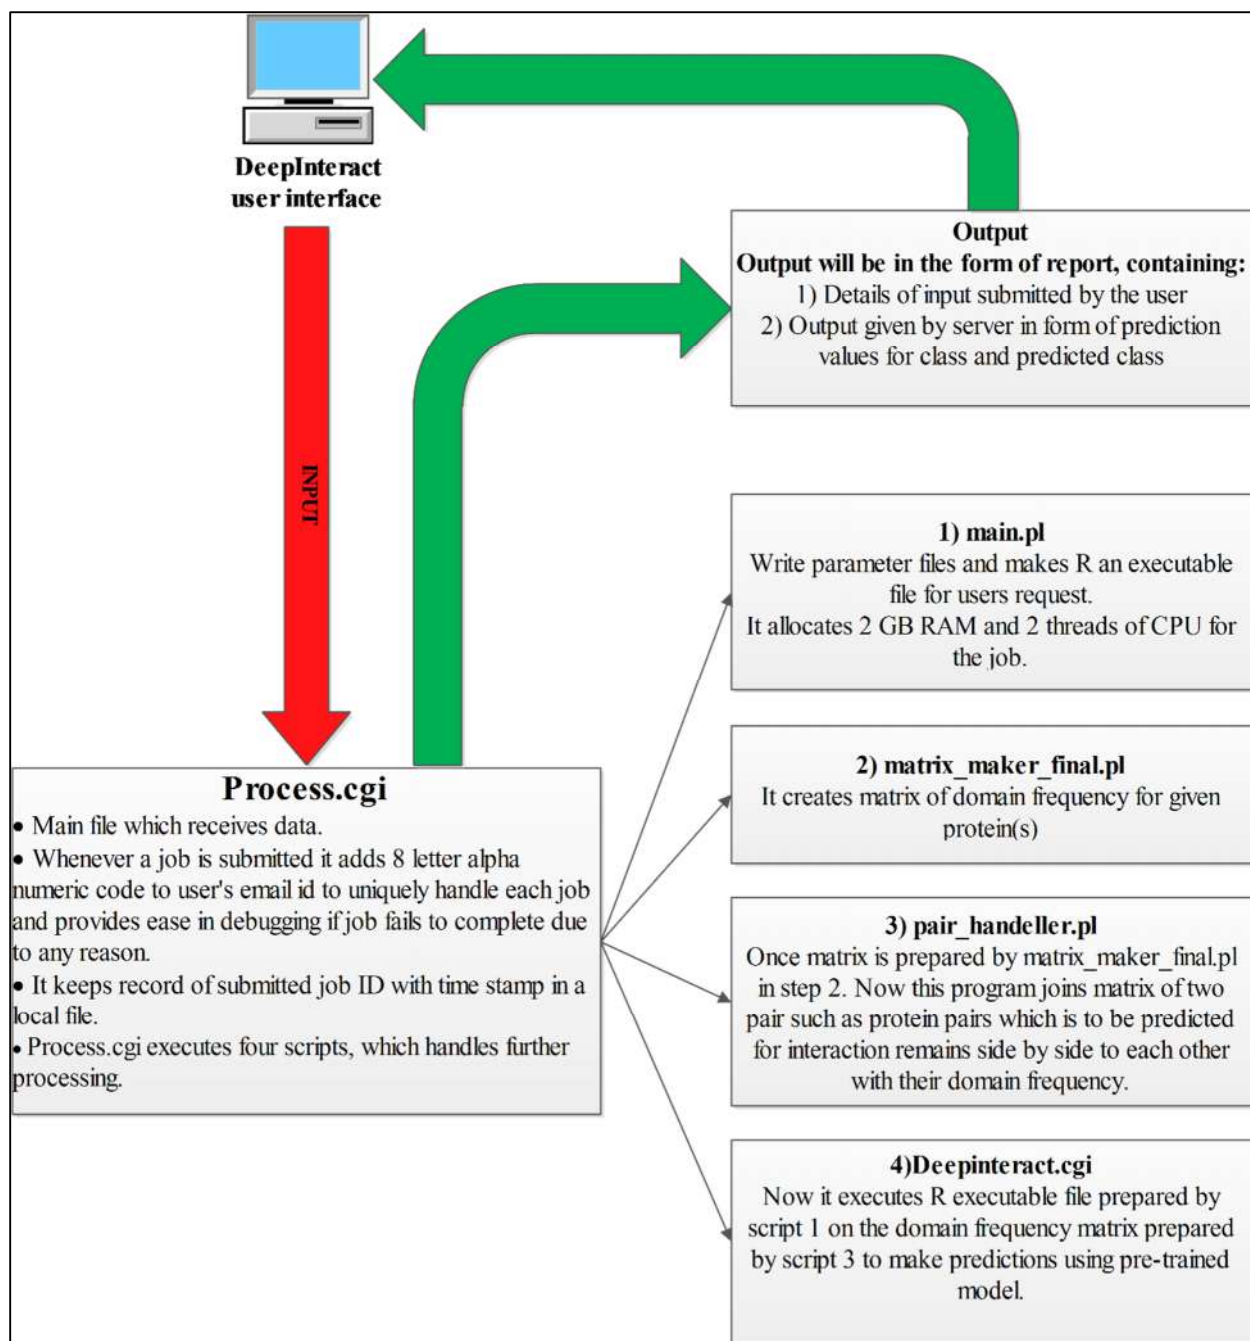 DeepInteract
user interface
INPUT
Output
Output will be in the form of report, containing:
1) Details of input submitted by the user
2) Output given by server in form of prediction
values for class and predicted class
Process.cgi
• Main file which receives data.
• Whenever a job is submitted it adds 8 letter alpha
numeric code to user's email id to uniquely handle each job
and provides ease in debugging if job fails to complete due
to any reason.
• It keeps record of submitted job ID with time stamp in a
local file.
• Process.cgi executes four scripts, which handles further
processing.
1) main.pl
Write parameter files and makes R an executable
file for users request.
It allocates 2 GB RAM and 2 threads of CPU for
the job.
2) matrix_maker_final.pl
It creates matrix of domain frequency for given
protein(s)
3) pair_handeller.pl
Once matrix is prepared by matrix_maker_final.pl
in step 2. Now this program joins matrix of two
pair such as protein pairs which is to be predicted
for interaction remains side by side to each other
with their domain frequency.
4)Deepinteract.cgi
Now it executes R executable file prepared by
script 1 on the domain frequency matrix prepared
by script 3 to make predictions using pre-trained
model.